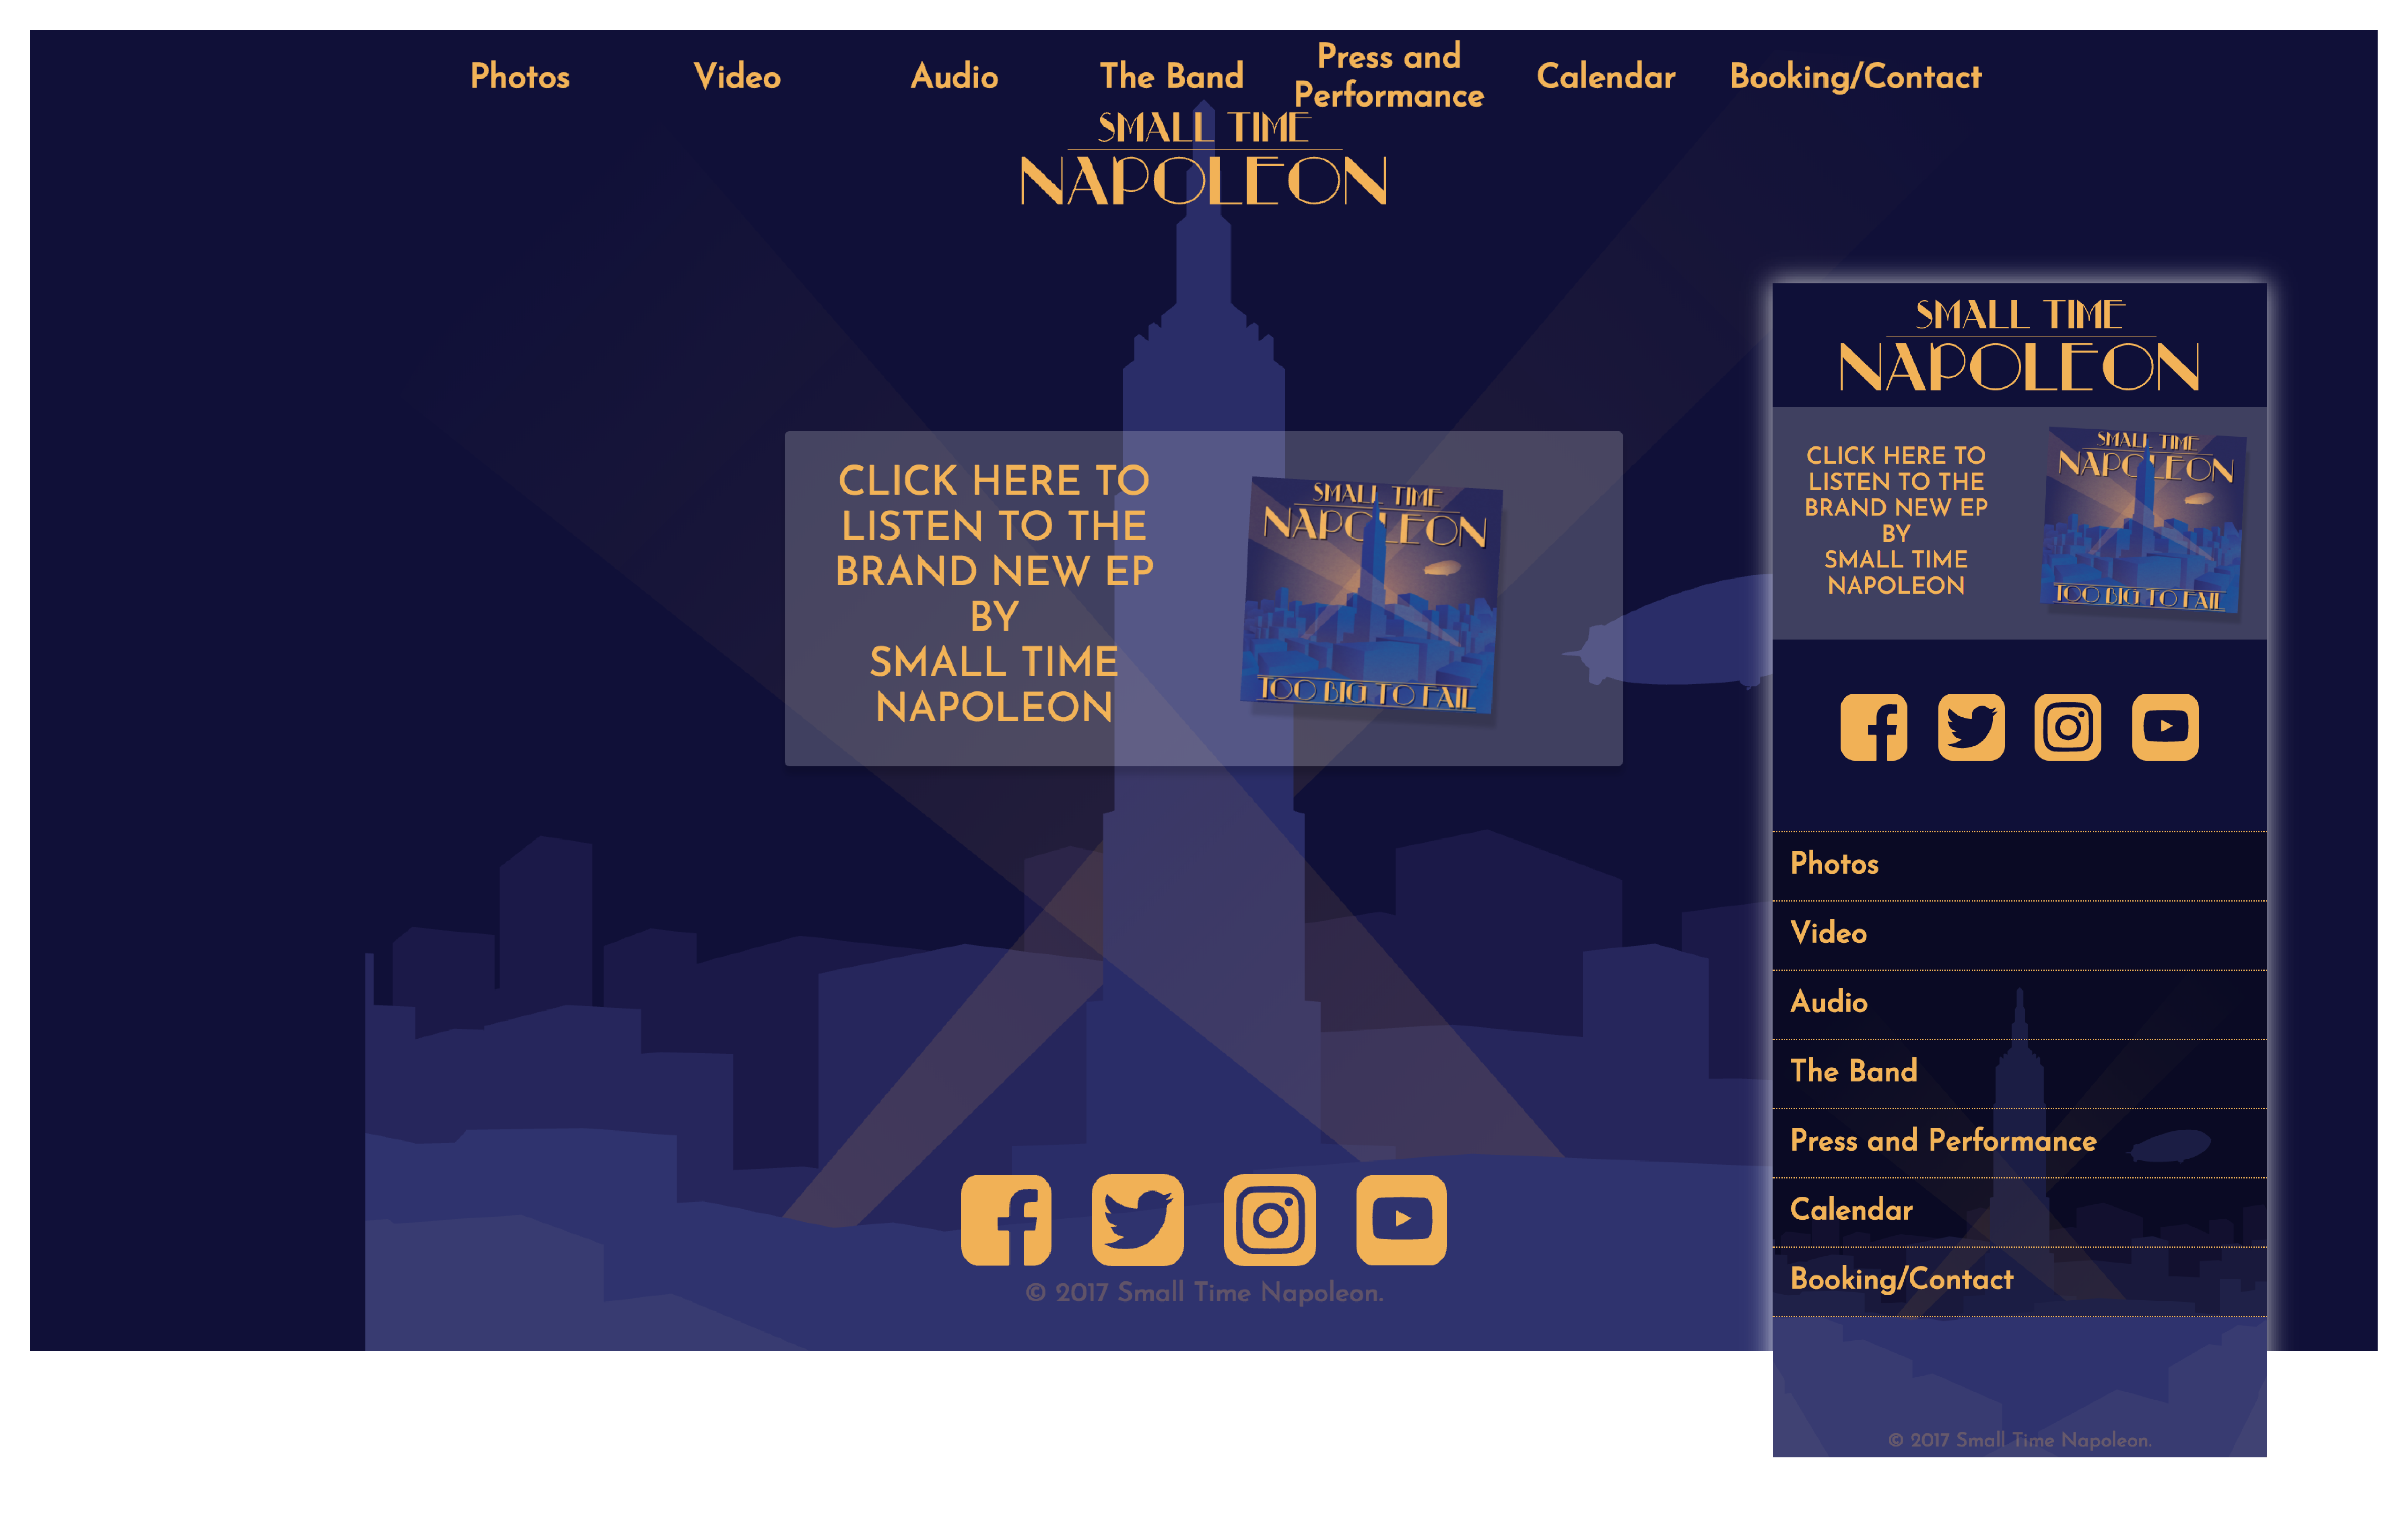 Photos
Video
Audio
The Band
Press and
Performance
Calendar
Booking/Contact
SMALL TIME
NAPOLEON
CLICK HERE TO
LISTEN TO THE
BRAND NEW EP
BY
SMALL TIME
NAPOLEON
SMALL TIME
NAPOLEON
TOO BIG TO FAIL
© 2017 Small Time Napoleon.
SMALL TIME
NAPOLEON
CLICK HERE TO
LISTEN TO THE
BRAND NEW EP
BY
SMALL TIME
NAPOLEON
SMALL TIME
NAPOLEON
TOO BIG TO FAIL
Photos
Video
Audio
The Band
Press and Performance
Calendar
Booking/Contact
© 2017 Small Time Napoleon.